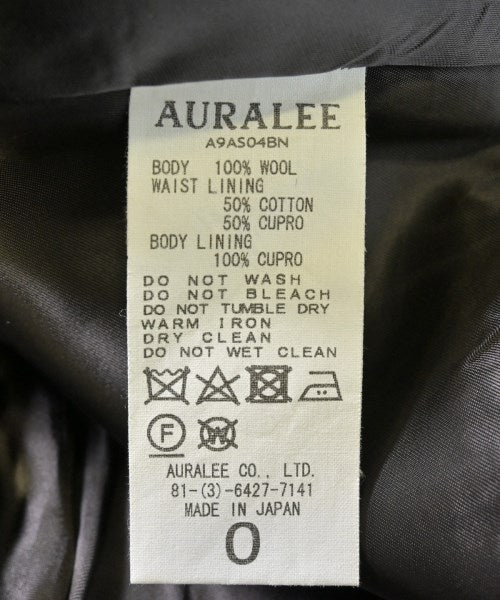 AURALEE
A9AS04BN
BODY 100% WOOL
WAIST LINING
50% COTTON
50% CUPRO
BODY LINING
100% CUPRO
DO NOT WASH
DO NOT BLEACH
DO NOT TUMBLE DRY
WARM IRON
DRY CLEAN
DO NOT WET CLEAN
F W
AURALEE CO., LTD.
81-(3)-6427-7141
MADE IN JAPAN
0